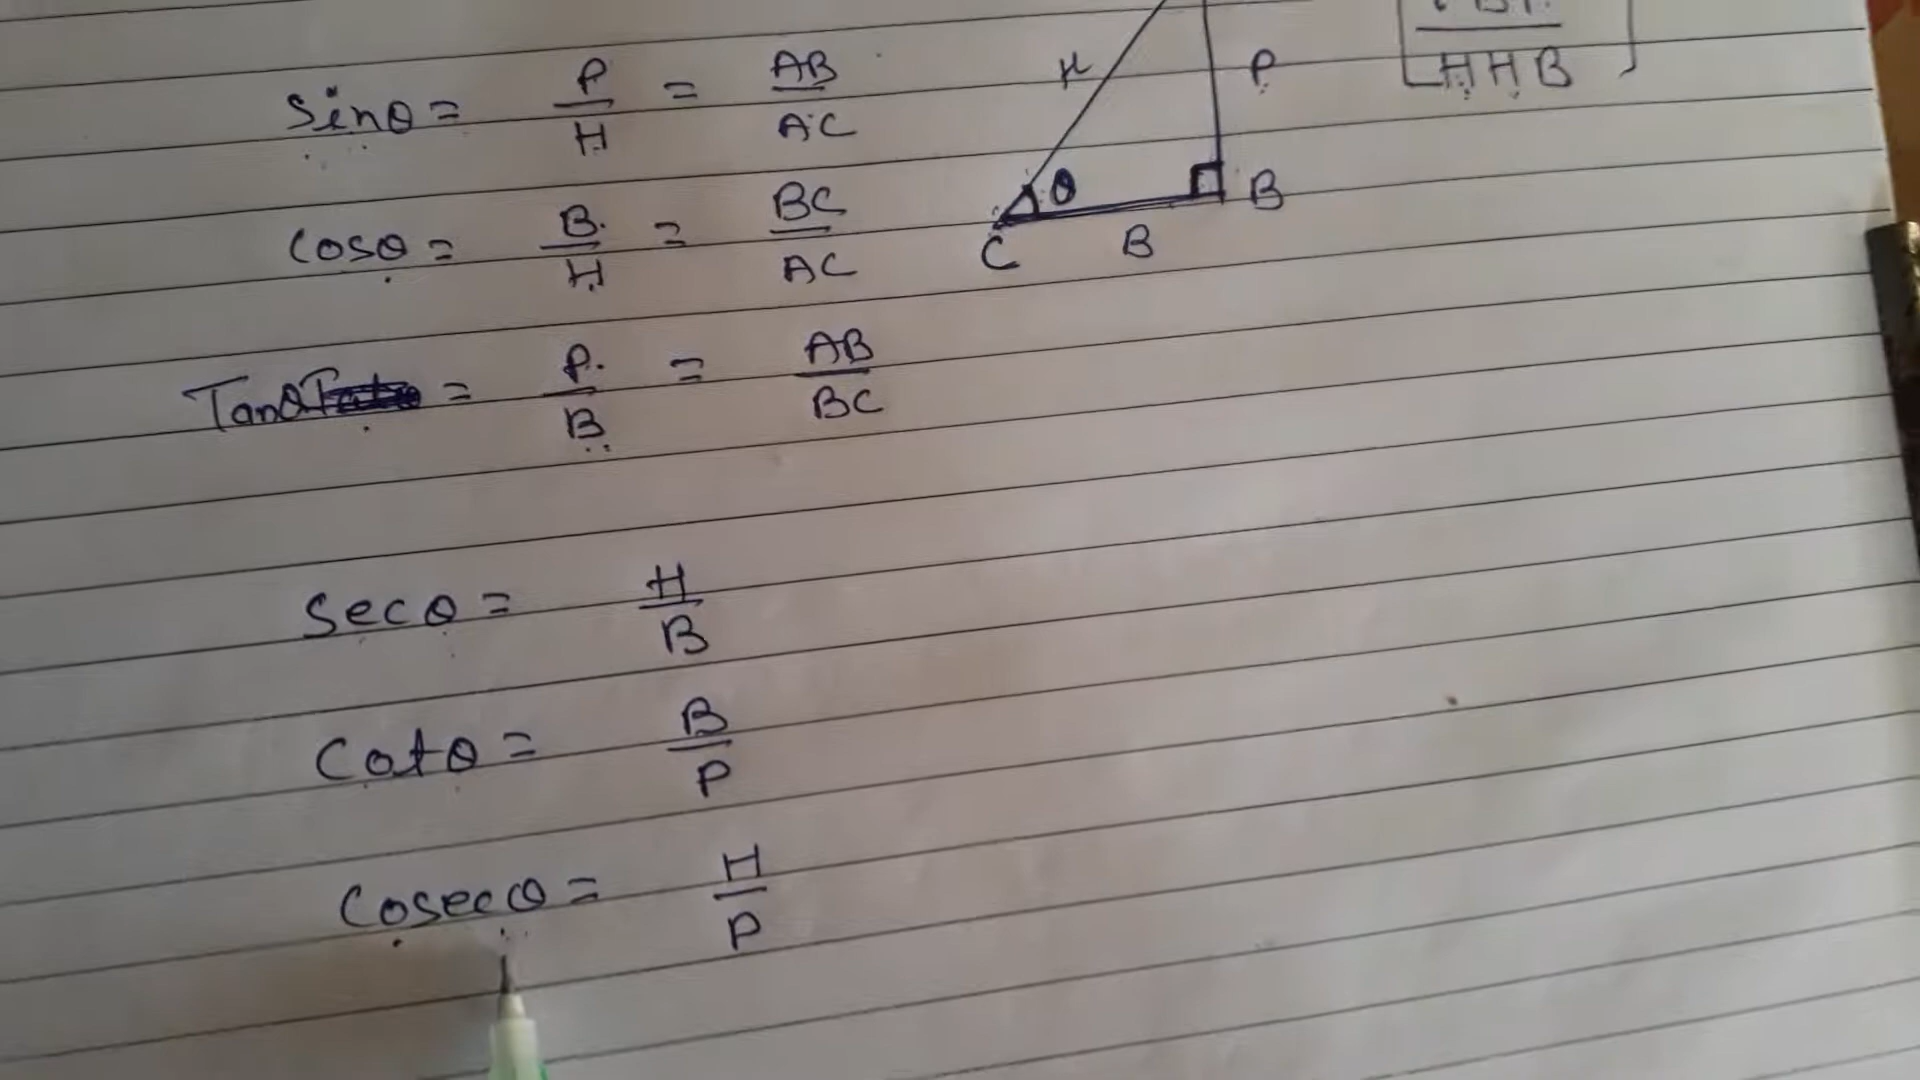 Sinθ = P/H = AB/AC
Cosθ = B/H = BC/AC
Tanθ = P/B = AB/BC
Secθ = H/B
Cotθ = B/P
Cosecθ = H/P
H
P
θ
B
C
B
HHB